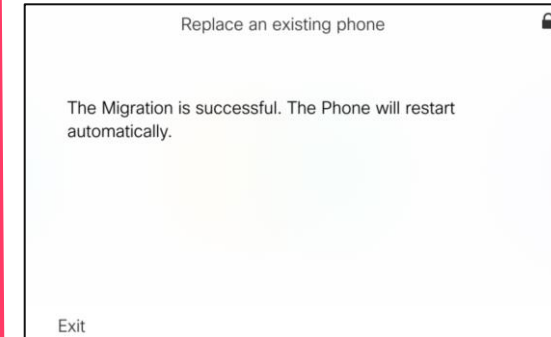 Replace an existing phone
The Migration is successful. The Phone will restart
automatically.
Exit